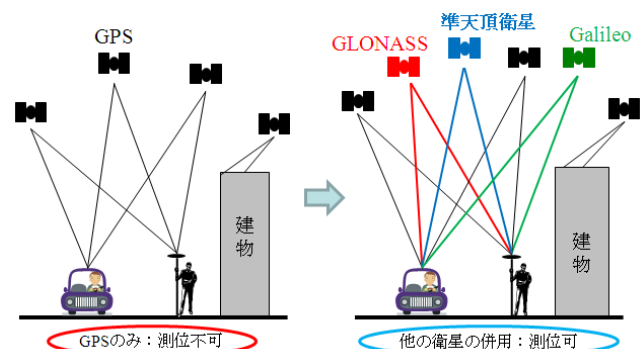 GPS
建物
GPSのみ：測位不可
GLONASS
準天頂衛星
Galileo
建物
他の衛星の併用：測位可